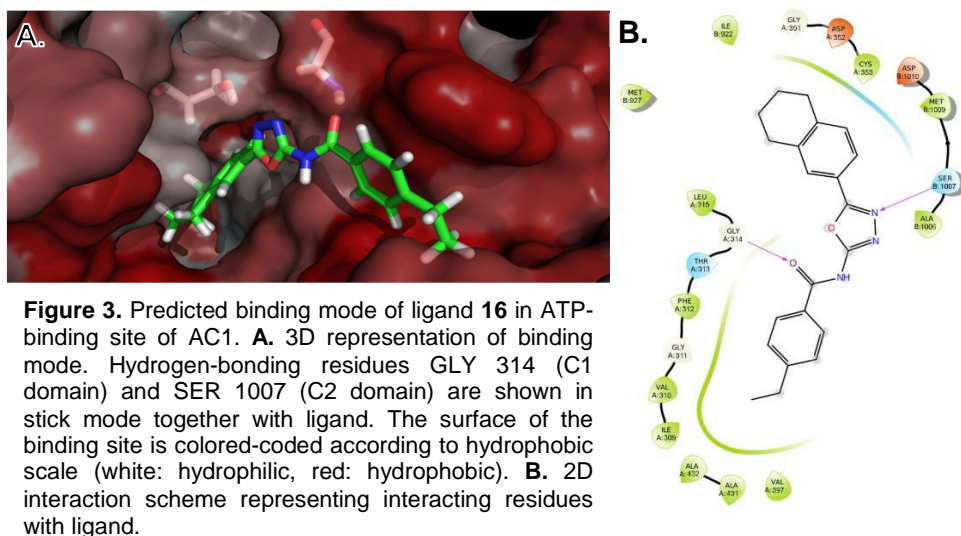 A.
B.
ILE
B:922
GLY
A:351
ASP
A:352
CYS
A:353
ASP
B:1010
MET
B:1009
MET
B:927
SER
B:1007
ALA
B:1006
LEU
A:315
GLY
A:314
THR
A:313
PHE
A:312
GLY
A:311
VAL
A:310
ILE
A:309
ALA
A:432
ALA
A:431
VAL
A:397
N
N
O
O
NH
Figure 3. Predicted binding mode of ligand 16 in ATP-
binding site of AC1. A. 3D representation of binding
mode. Hydrogen-bonding residues GLY 314 (C1
domain) and SER 1007 (C2 domain) are shown in
stick mode together with ligand. The surface of the
binding site is colored-coded according to hydrophobic
scale (white: hydrophilic, red: hydrophobic). B. 2D
interaction scheme representing interacting residues
with ligand.